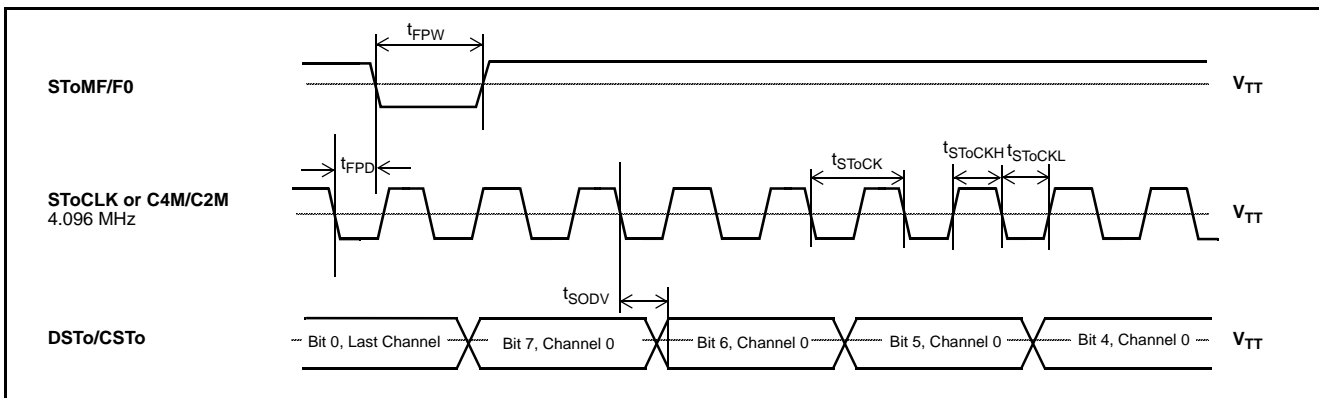 tFPW
SToMF/F0
VTT
tFPD
tSToCK
tSToCKH
tSToCKL
SToCLK or C4M/C2M
4.096 MHz
VTT
tSODV
DSTo/CSTo
Bit 0, Last Channel
Bit 7, Channel 0
Bit 6, Channel 0
Bit 5, Channel 0
Bit 4, Channel 0
VTT